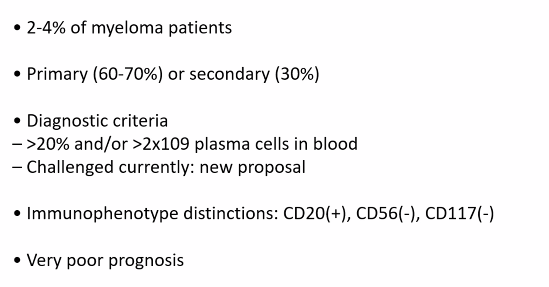 • 2-4% of myeloma patients
• Primary (60-70%) or secondary (30%)
• Diagnostic criteria
– >20% and/or >2x109 plasma cells in blood
– Challenged currently: new proposal
• Immunophenotype distinctions: CD20(+), CD56(-), CD117(-)
• Very poor prognosis